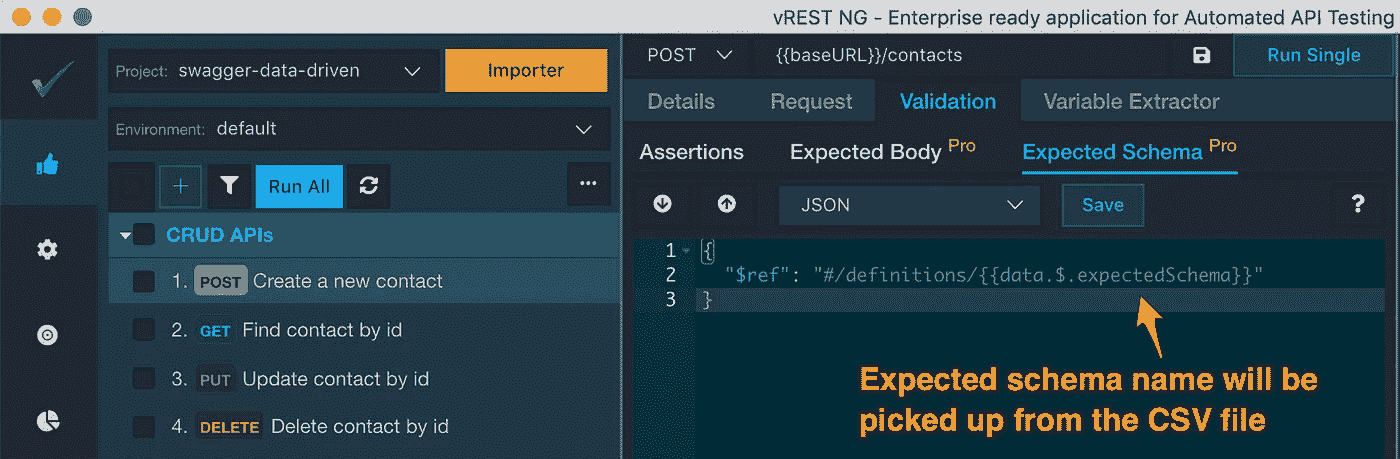 vREST NG - Enterprise ready application for Automated API Testing
Project: swagger-data-driven
Importer
Environment: default
+
Run All
...
CRUD APIs
1. POST Create a new contact
2. GET Find contact by id
3. PUT Update contact by id
4. DELETE Delete contact by id
POST {{baseURL}}/contacts
Run Single
Details Request Validation Variable Extractor
Assertions Expected Body Pro Expected Schema Pro
JSON
Save
?
1 {
2 "$ref": "#/definitions/{{data.$.expectedSchema}}"
3 }
Expected schema name will be
picked up from the CSV file